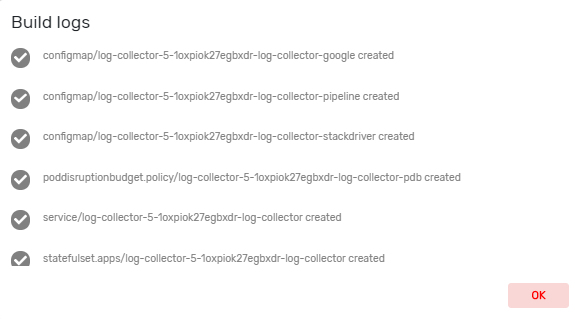 Build logs
configmap/log-collector-5-1oxpiok27egbxdr-log-collector-google created
configmap/log-collector-5-1oxpiok27egbxdr-log-collector-pipeline created
configmap/log-collector-5-1oxpiok27egbxdr-log-collector-stackdriver created
poddisruptionbudget.policy/log-collector-5-1oxpiok27egbxdr-log-collector-pdb created
service/log-collector-5-1oxpiok27egbxdr-log-collector created
statefulset.apps/log-collector-5-1oxpiok27egbxdr-log-collector created
OK